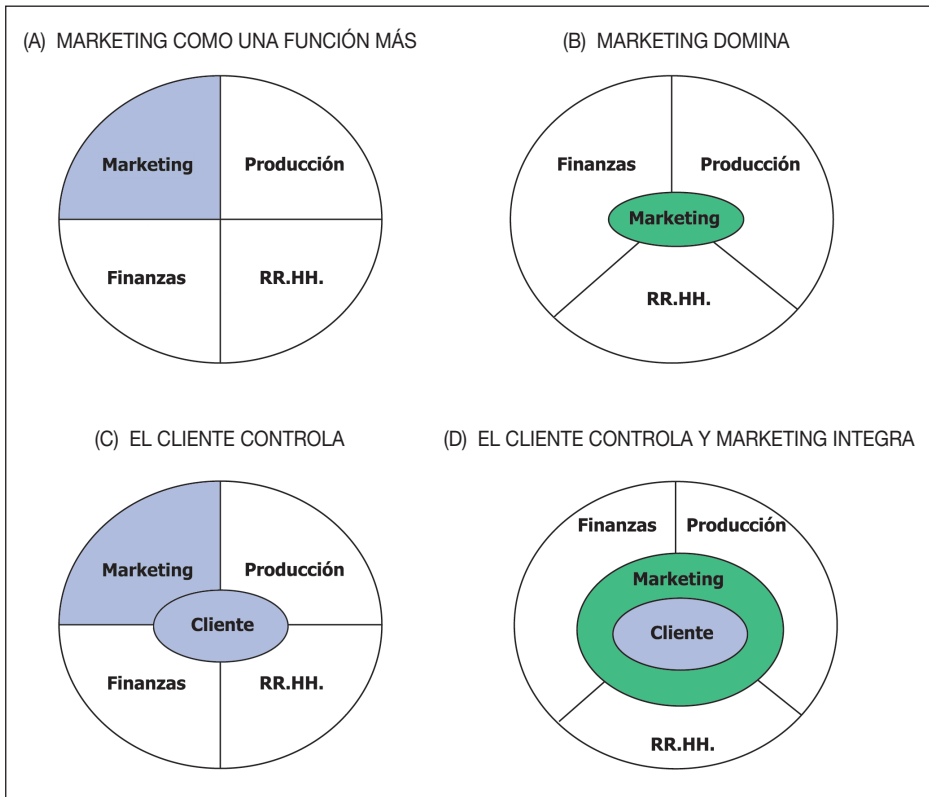 (A) MARKETING COMO UNA FUNCIÓN MÁS
Marketing
Producción
Finanzas
RR.HH.
(B) MARKETING DOMINA
Finanzas
Producción
Marketing
RR.HH.
(C) EL CLIENTE CONTROLA
Marketing
Producción
Cliente
Finanzas
RR.HH.
(D) EL CLIENTE CONTROLA Y MARKETING INTEGRA
Finanzas
Producción
Marketing
Cliente
RR.HH.